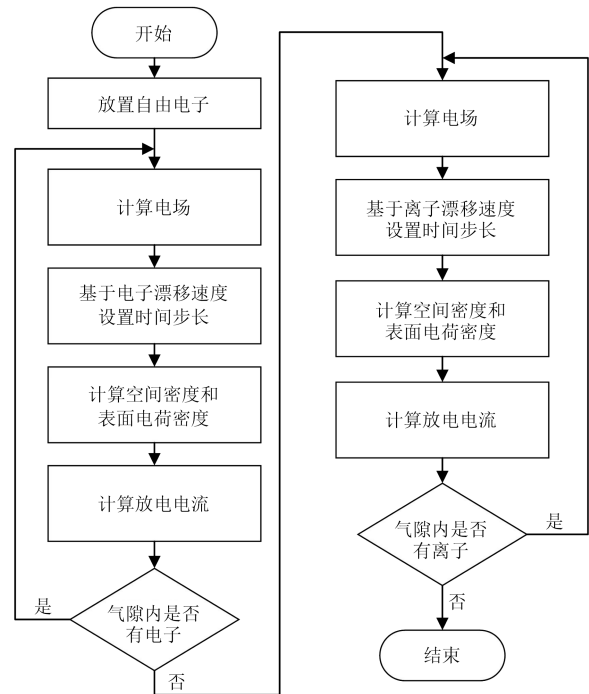 开始
放置自由电子
计算电场
基于电子漂移速度
设置时间步长
计算空间密度和
表面电荷密度
计算放电电流
气隙内是否
有电子
是
否
计算电场
基于离子漂移速度
设置时间步长
计算空间密度和
表面电荷密度
计算放电电流
气隙内是否
有离子
是
否
结束